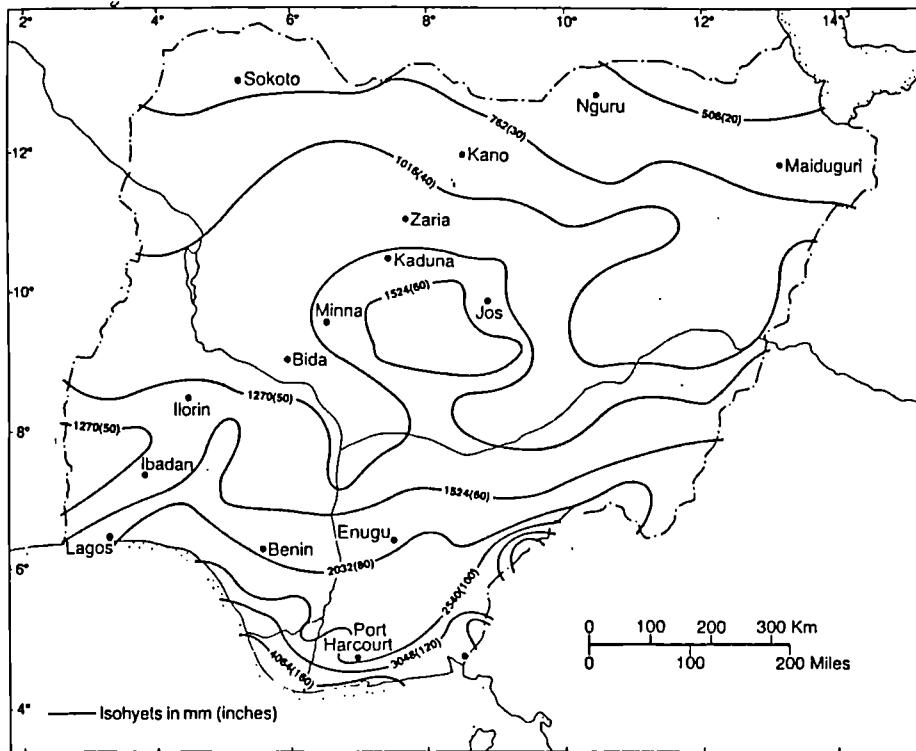 2° 4° 6° 8° 10° 12° 14°
Sokoto
Nguru
508(20)
762(30)
12°
Kano
Maiduguri
1016(40)
Zaria
Kaduna
10°
1524(60)
Jos
Minna
Bida
1270(50)
Ilorin
1270(50)
8°
Ibadan
1524(60)
Enugu
Lagos
Benin
2032(80)
6°
2540(100)
Port
Harcourt
3048(120)
4064(160)
0 100 200 300 Km
0 100 200 Miles
4°
Isohyets in mm (inches)